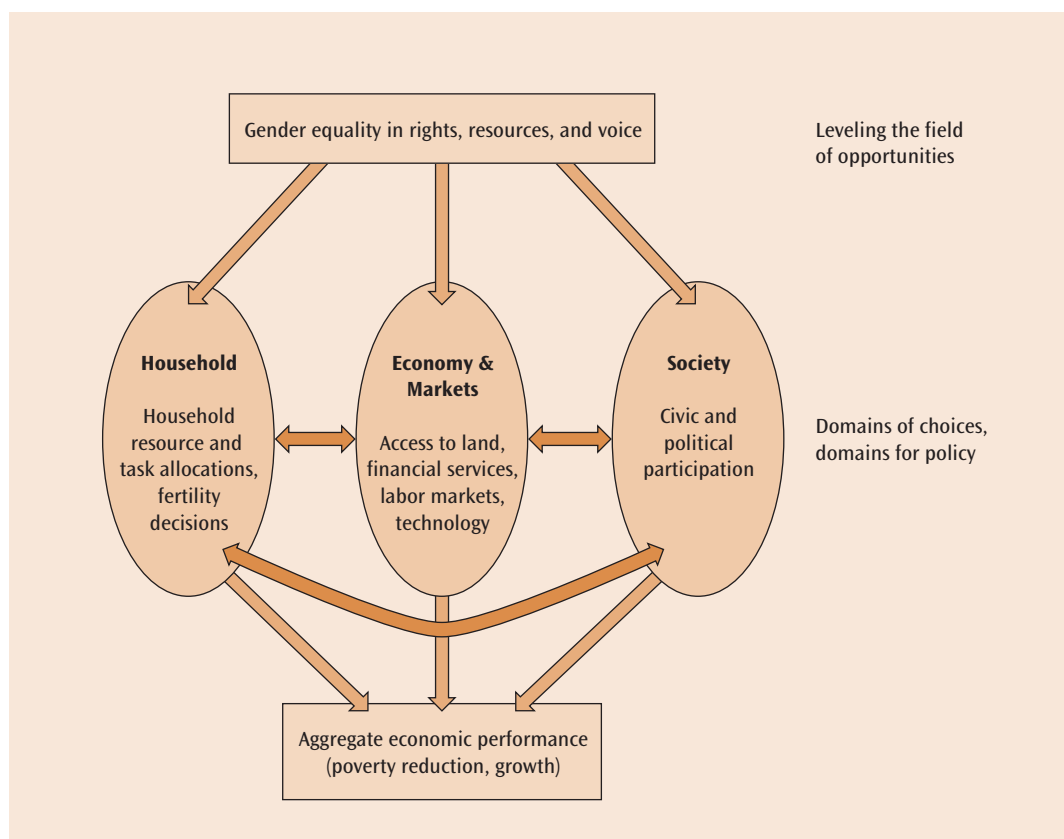 Gender equality in rights, resources, and voice
Leveling the field
of opportunities
Household
Household
resource and
task allocations,
fertility
decisions
Economy &
Markets
Access to land,
financial services,
labor markets,
technology
Society
Civic and
political
participation
Domains of choices,
domains for policy
Aggregate economic performance
(poverty reduction, growth)